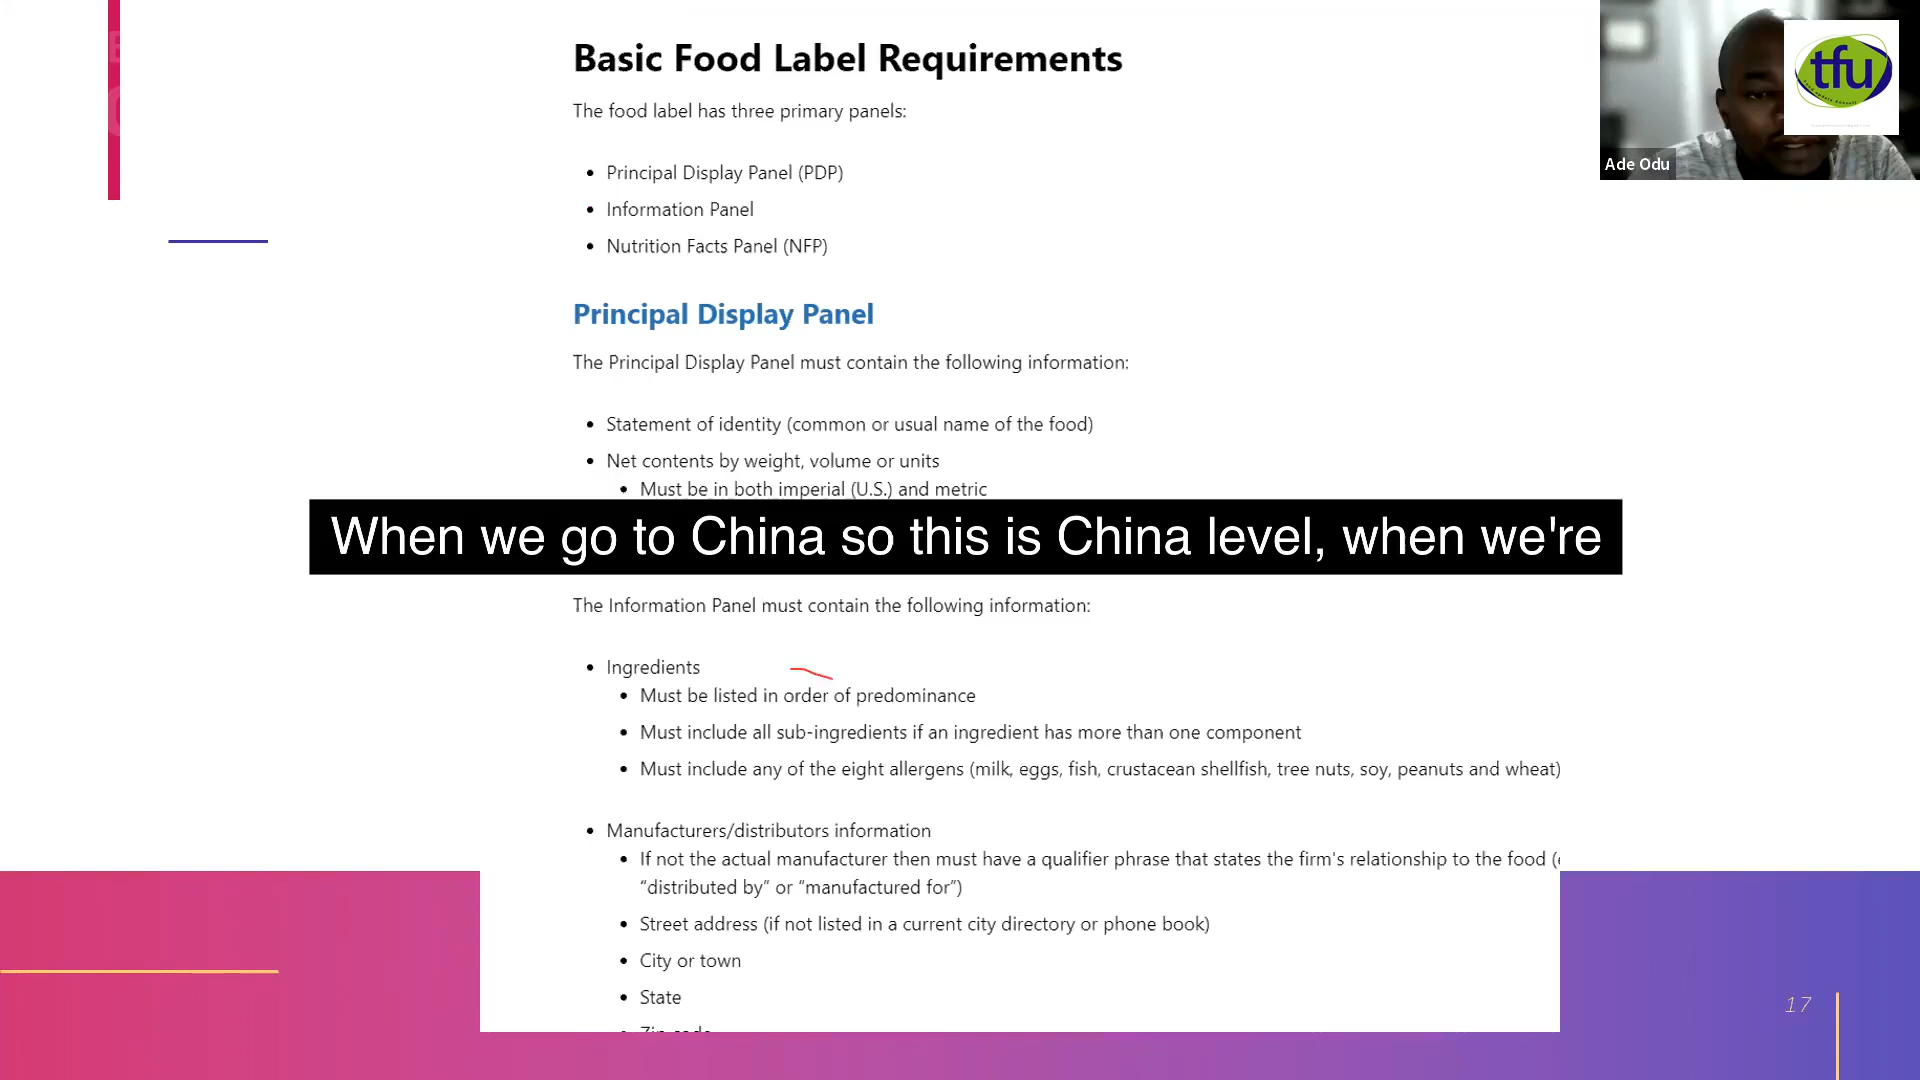 Basic Food Label Requirements
The food label has three primary panels:
• Principal Display Panel (PDP)
• Information Panel
• Nutrition Facts Panel (NFP)
Principal Display Panel
The Principal Display Panel must contain the following information:
• Statement of identity (common or usual name of the food)
• Net contents by weight, volume or units
• Must be in both imperial (U.S.) and metric
When we go to China so this is China level, when we're
The Information Panel must contain the following information:
• Ingredients
• Must be listed in order of predominance
• Must include all sub-ingredients if an ingredient has more than one component
• Must include any of the eight allergens (milk, eggs, fish, crustacean shellfish, tree nuts, soy, peanuts and wheat)
• Manufacturers/distributors information
• If not the actual manufacturer then must have a qualifier phrase that states the firm's relationship to the food (
“distributed by” or “manufactured for”)
• Street address (if not listed in a current city directory or phone book)
• City or town
• State
• Zip code
17
tfu
Ade Odu